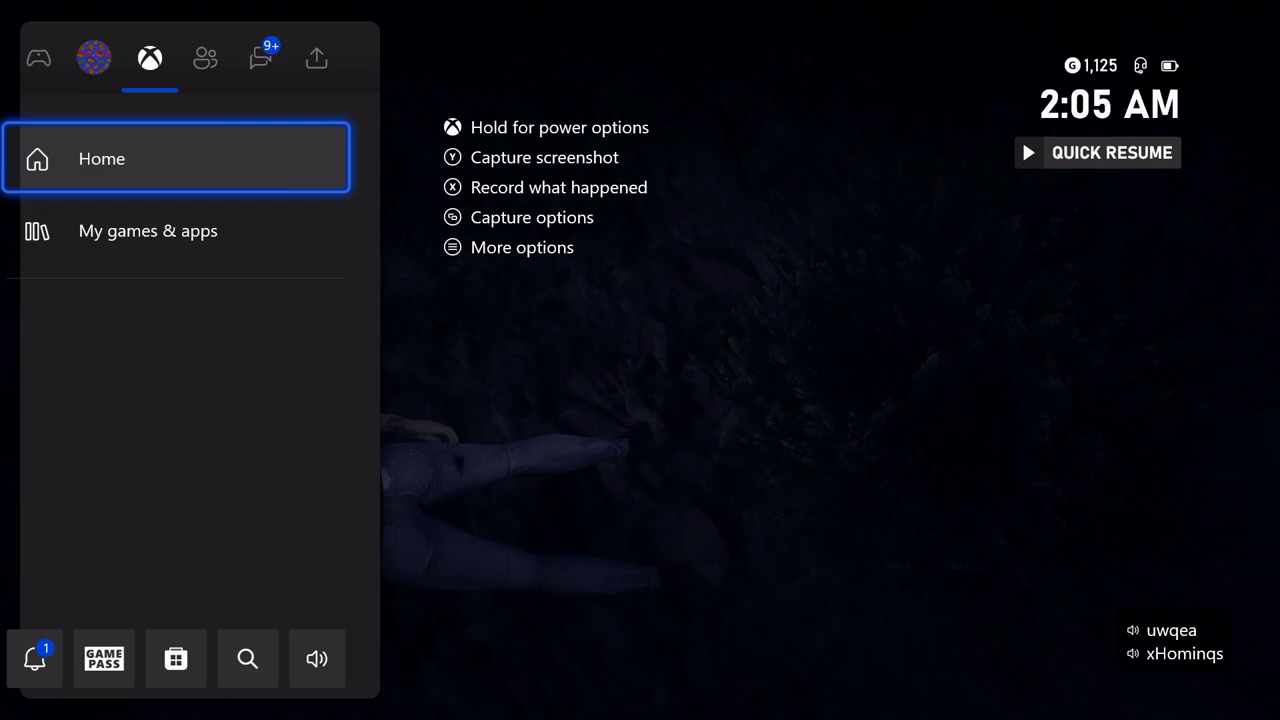 9+
Home
My games & apps
1
GAME
PASS
Hold for power options
Y Capture screenshot
X Record what happened
Capture options
More options
G 1,125
2:05 AM
QUICK RESUME
uwqea
xHominqs